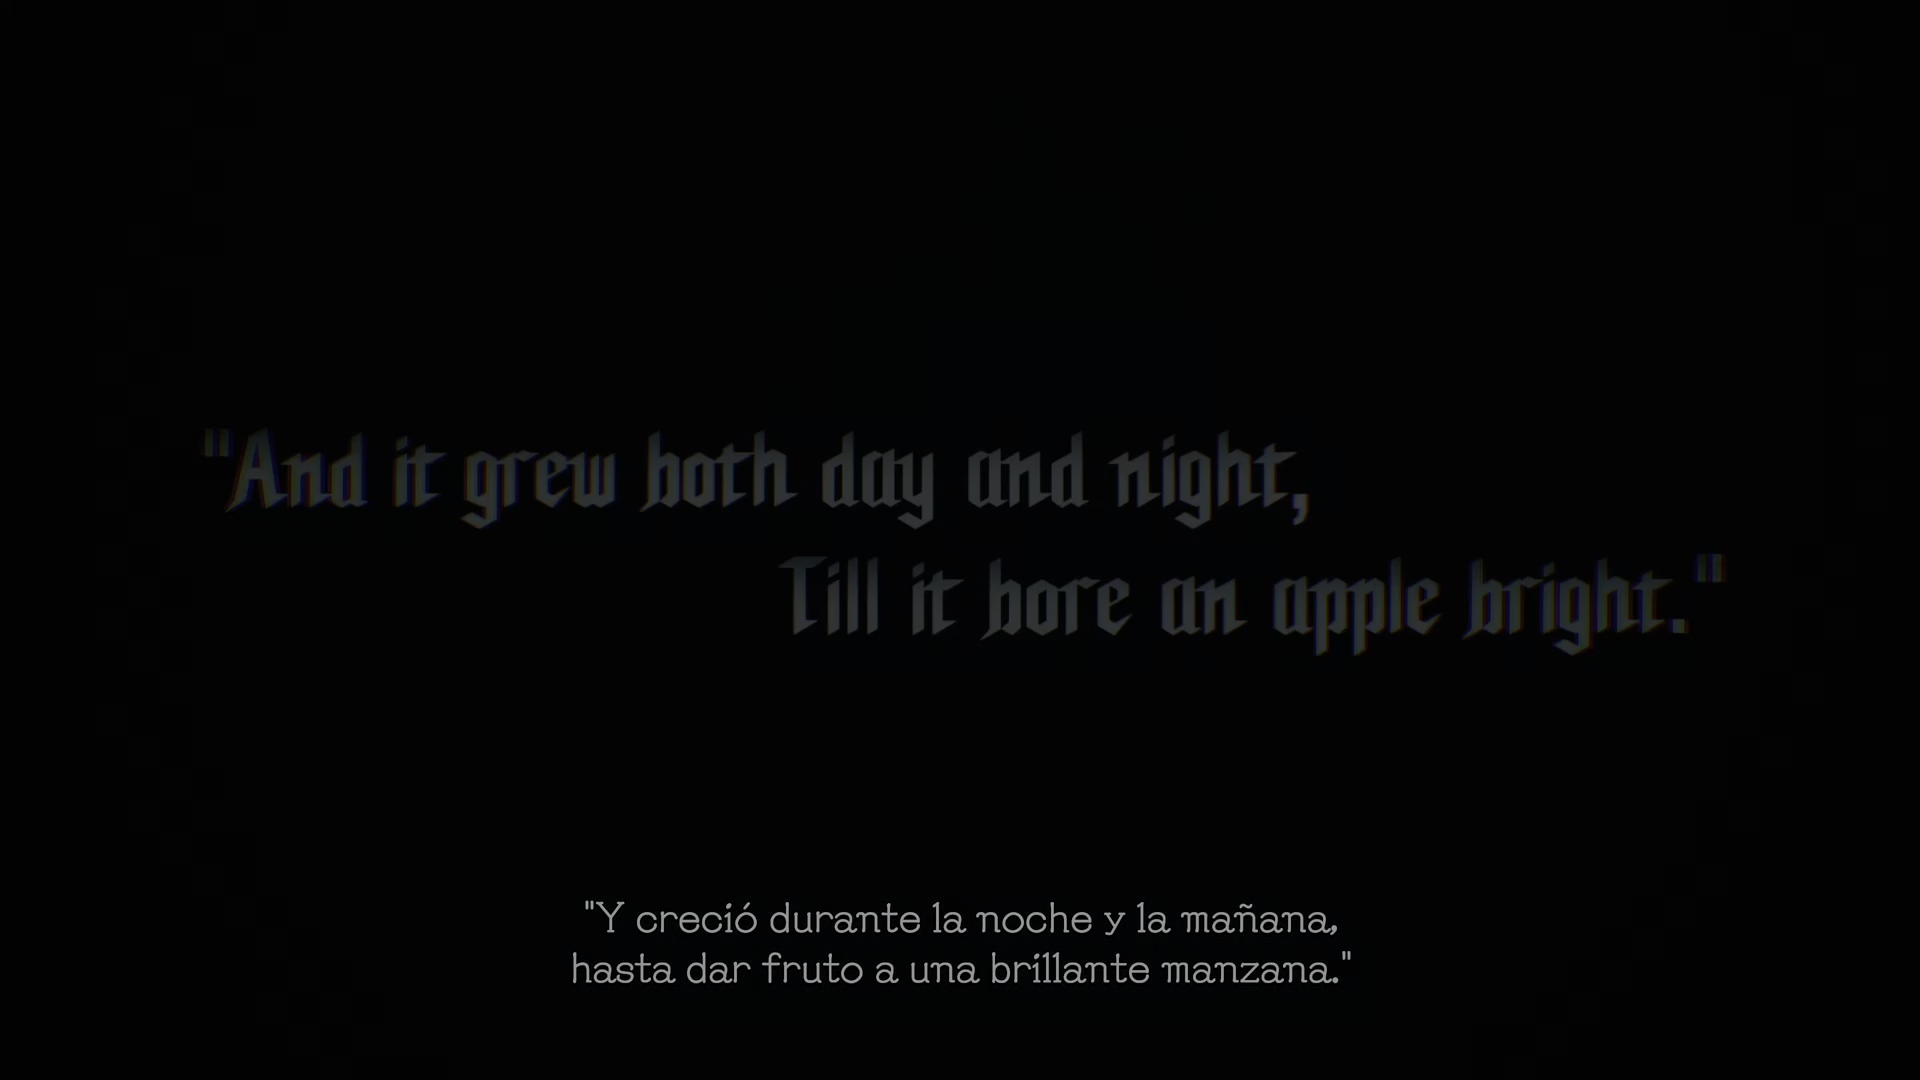 "And it grew both day and night,
Till it bore an apple bright."
"Y creció durante la noche y la mañana,
hasta dar fruto a una brillante manzana."